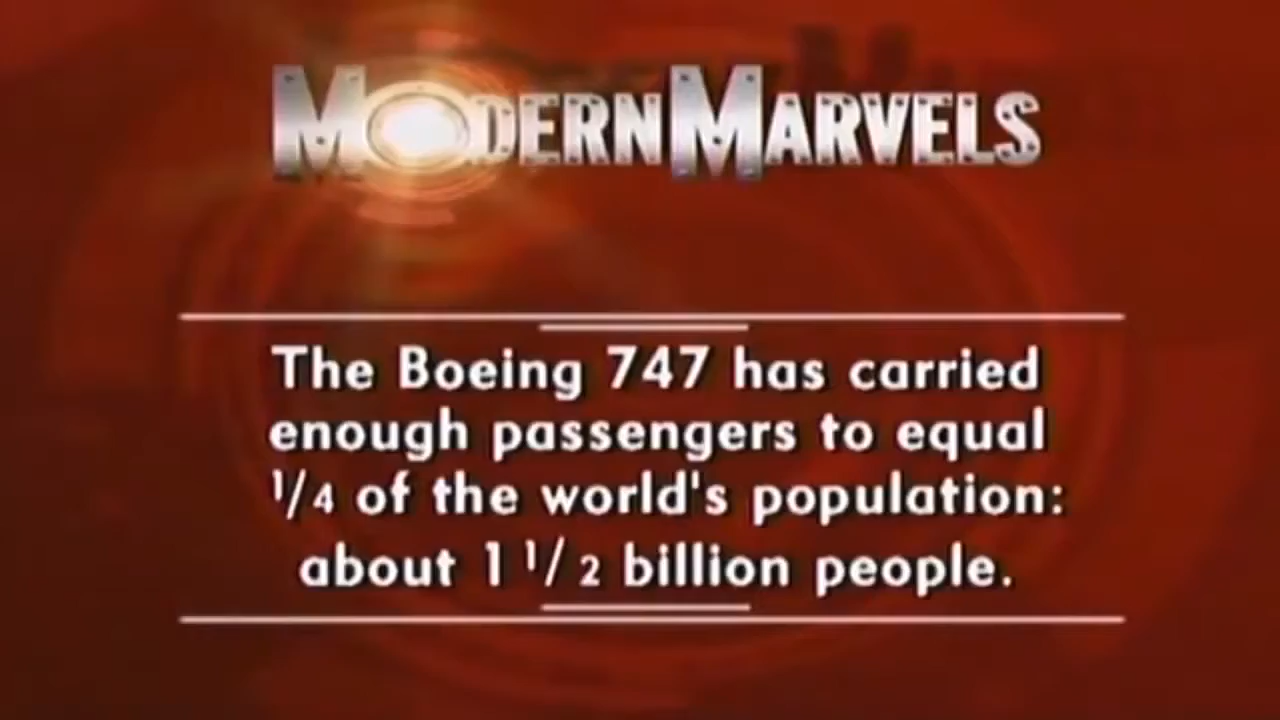 MODERN MARVELS
The Boeing 747 has carried
enough passengers to equal
1/4 of the world's population:
about 1 1/2 billion people.